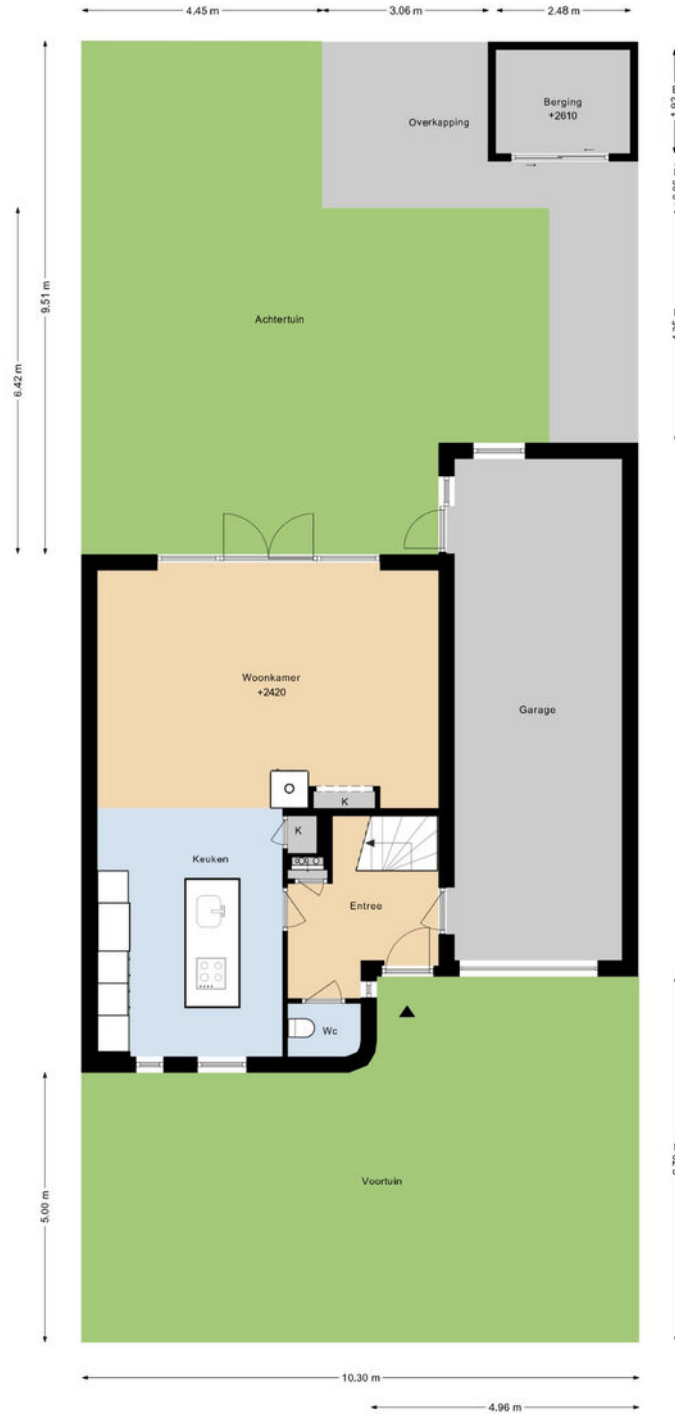 4.45 m
3.06 m
2.48 m
Berging
+2610
Overkapping
9.51 m
6.42 m
Achtertuin
Woonkamer
+2420
Garage
K
K
Keuken
Entree
Wc
Voortuin
5.00 m
10.30 m
4.96 m